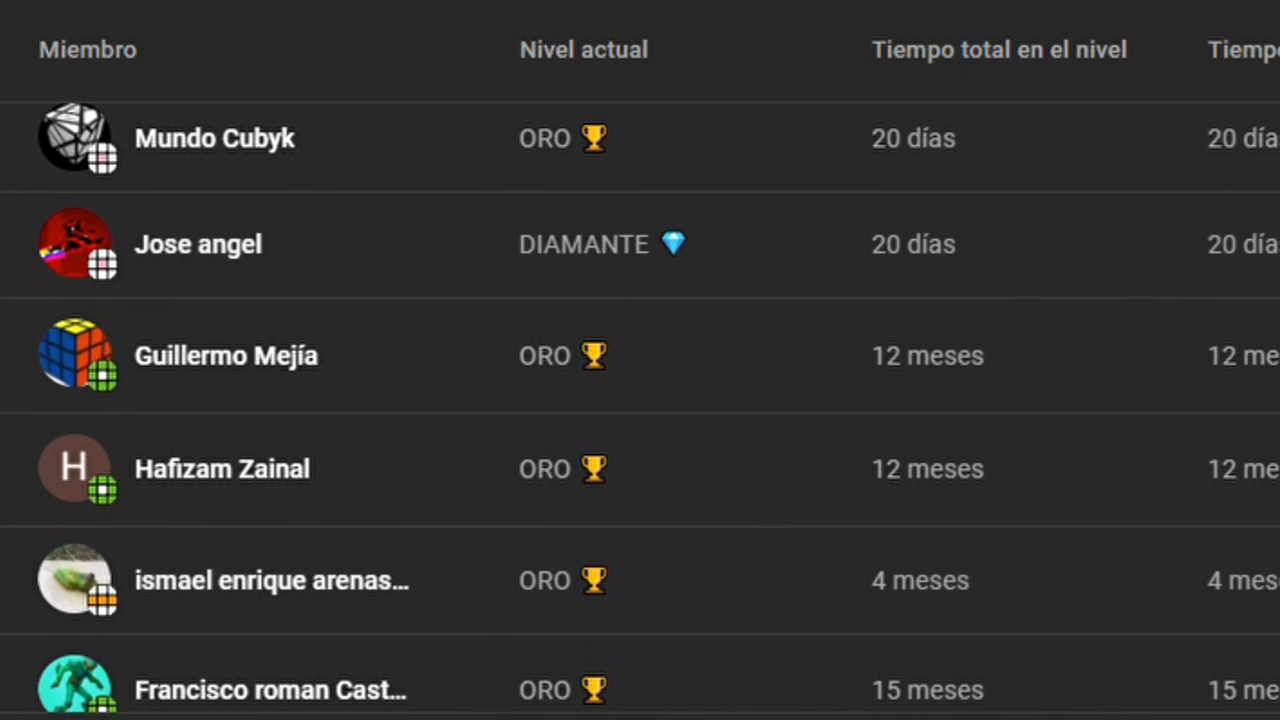 Miembro Nivel actual Tiempo total en el nivel Tiempo
Mundo Cubyk ORO 20 días 20 día
Jose angel DIAMANTE 20 días 20 día
Guillermo Mejía ORO 12 meses 12 me
H Hafizam Zainal ORO 12 meses 12 me
ismael enrique arenas... ORO 4 meses 4 mes
Francisco roman Cast... ORO 15 meses 15 me